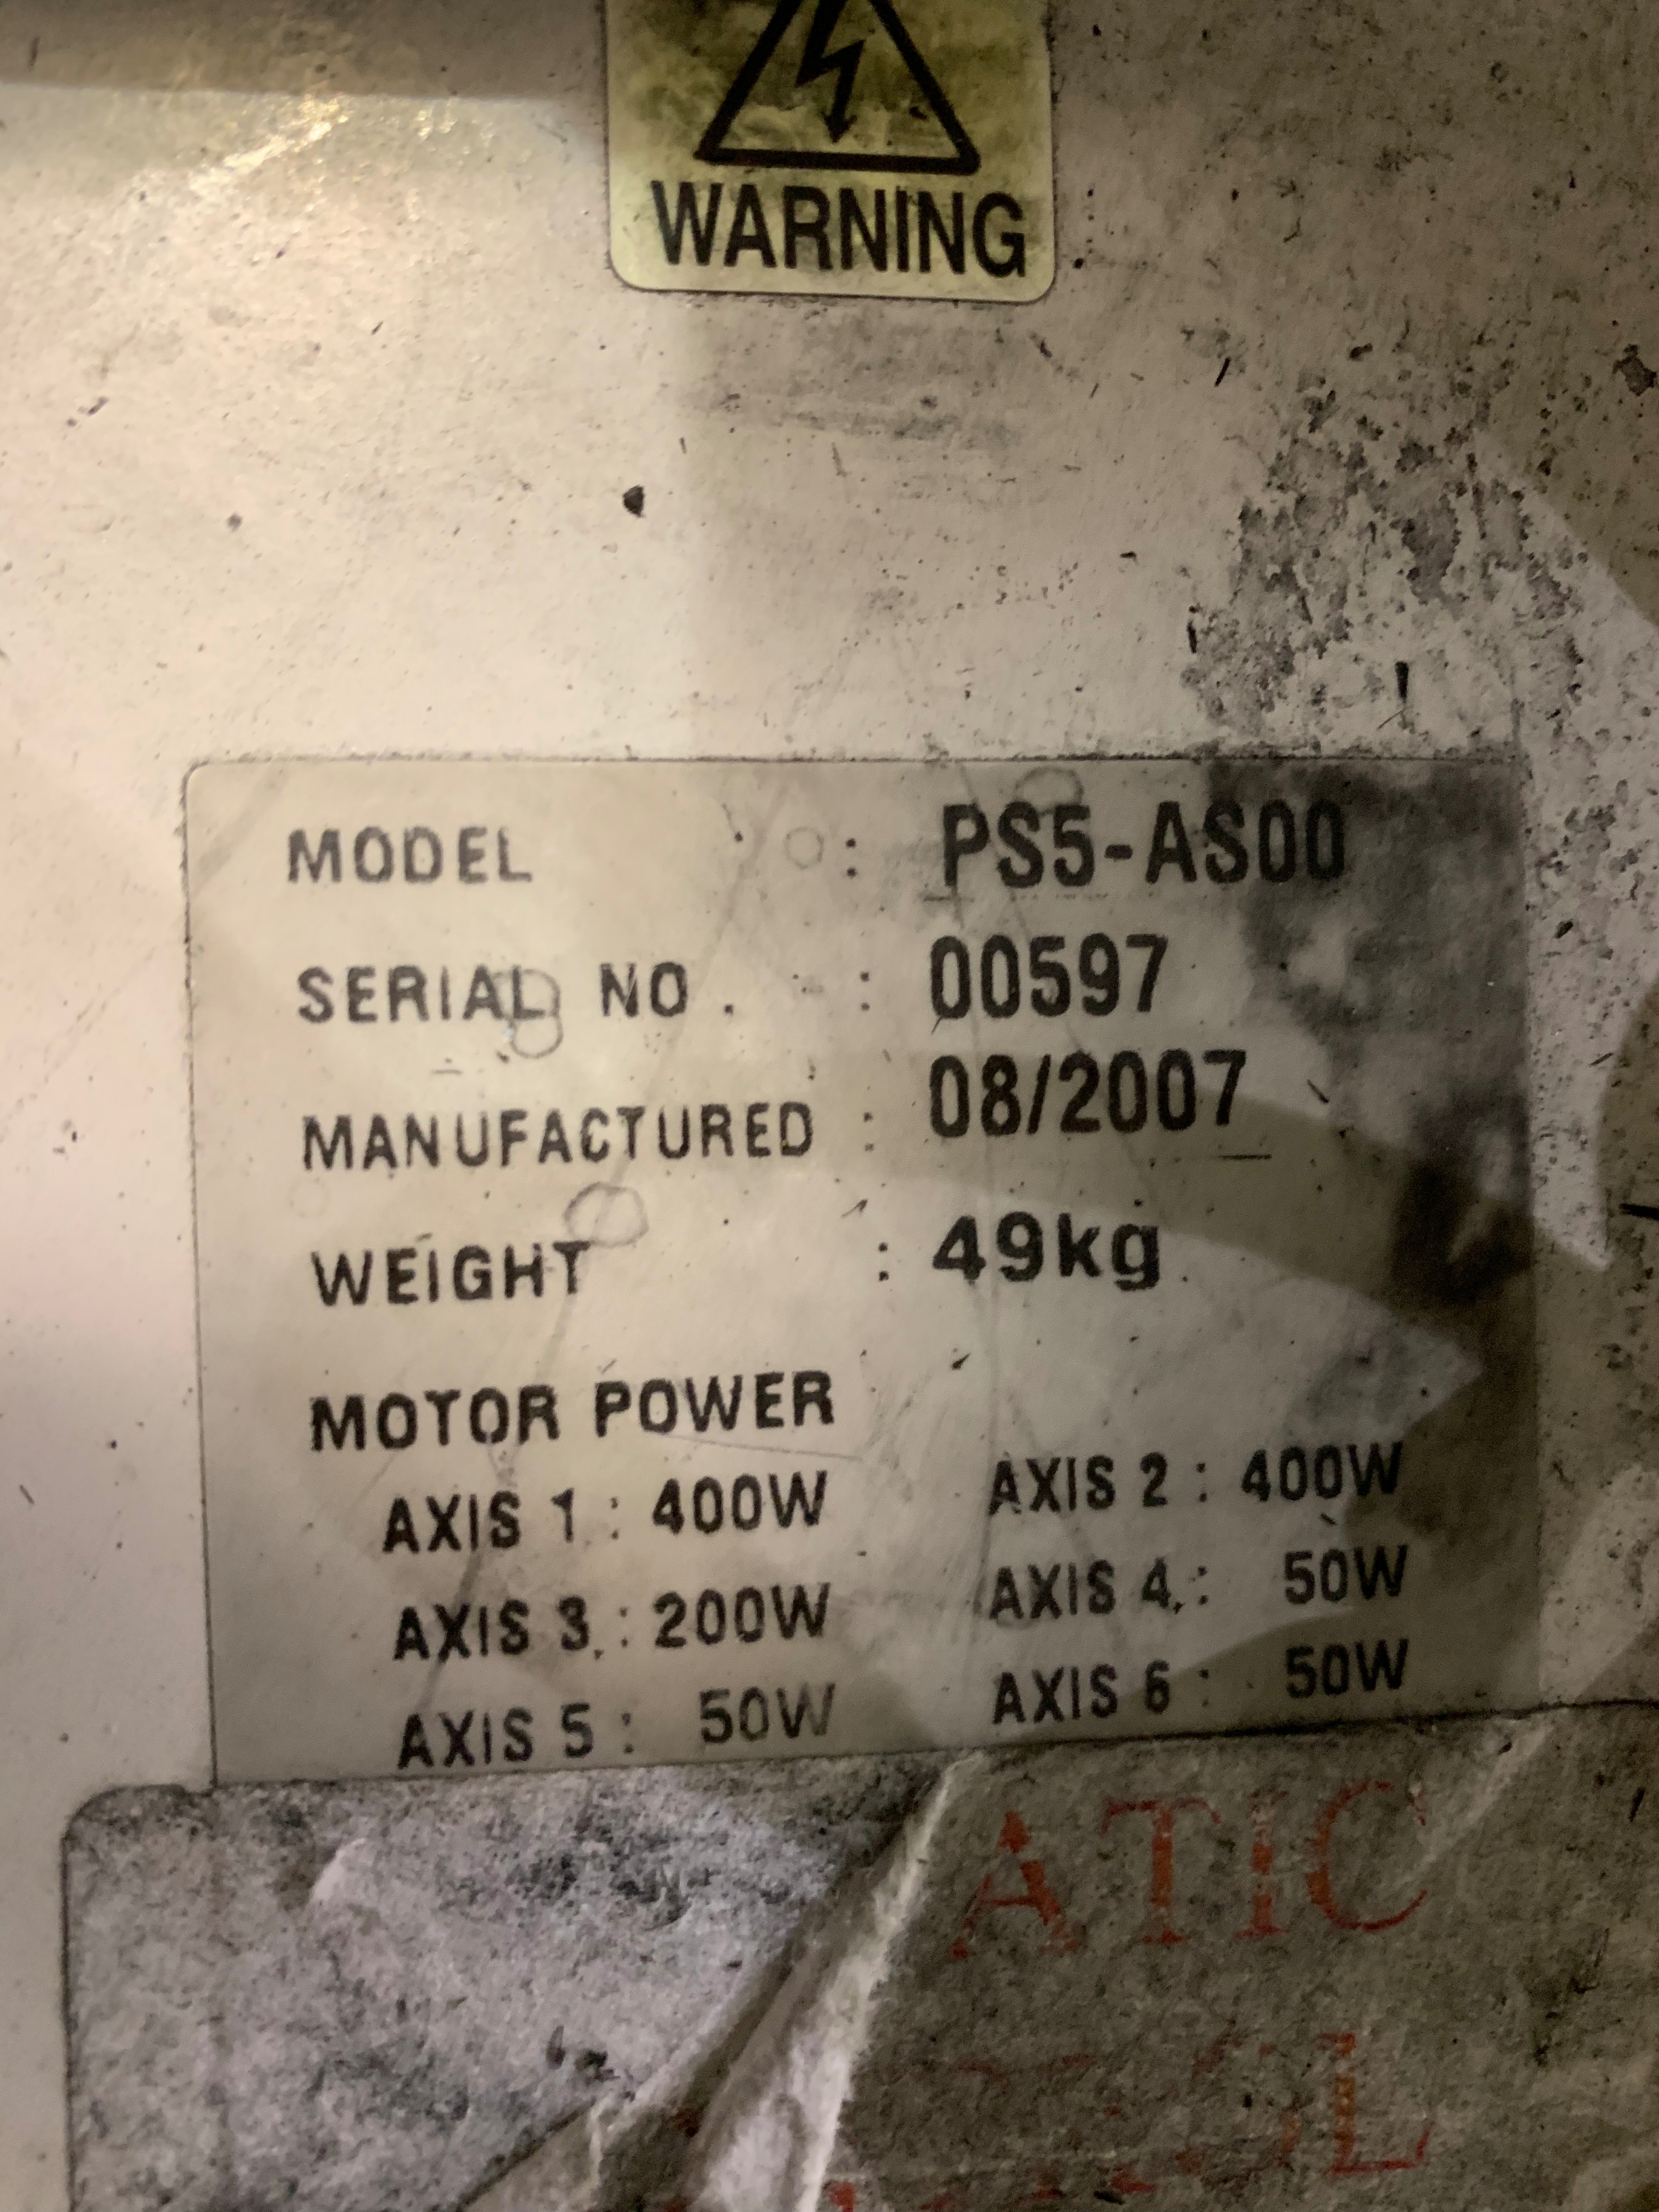 WARNING
MODEL : PS5-AS00
SERIAL NO. : 00597
MANUFACTURED : 08/2007
WEIGHT : 49kg
MOTOR POWER
AXIS 1 : 400W AXIS 2 : 400W
AXIS 3 : 200W AXIS 4 : 50W
AXIS 5 : 50W AXIS 6 : 50W
ATIC